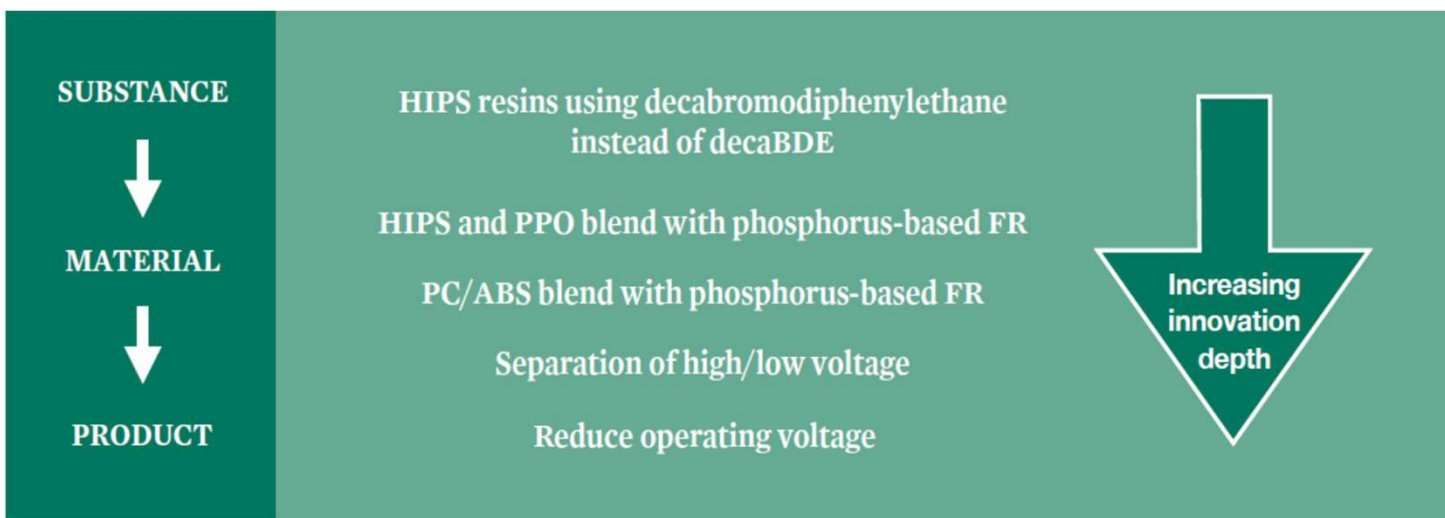 SUBSTANCE
HIPS resins using decabromodiphenylethane
instead of decaBDE
HIPS and PPO blend with phosphorus-based FR
MATERIAL
PC/ABS blend with phosphorus-based FR
Separation of high/low voltage
PRODUCT
Reduce operating voltage
Increasing
innovation
depth